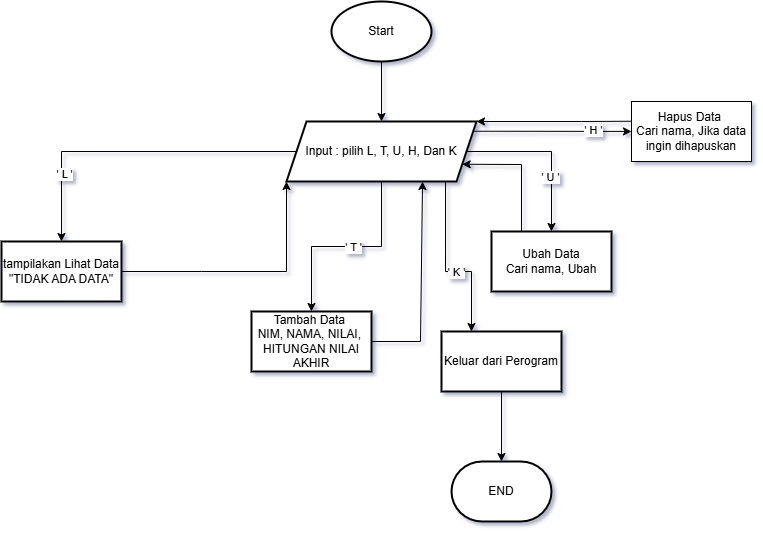 Start
Hapus Data
Cari nama, Jika data
ingin dihapuskan
' H '
Input : pilih L, T, U, H, Dan K
' L '
' U '
tampilakan Lihat Data
"TIDAK ADA DATA"
' T '
Ubah Data
Cari nama, Ubah
' K '
Tambah Data
NIM, NAMA, NILAI,
HITUNGAN NILAI
AKHIR
Keluar dari Perogram
END